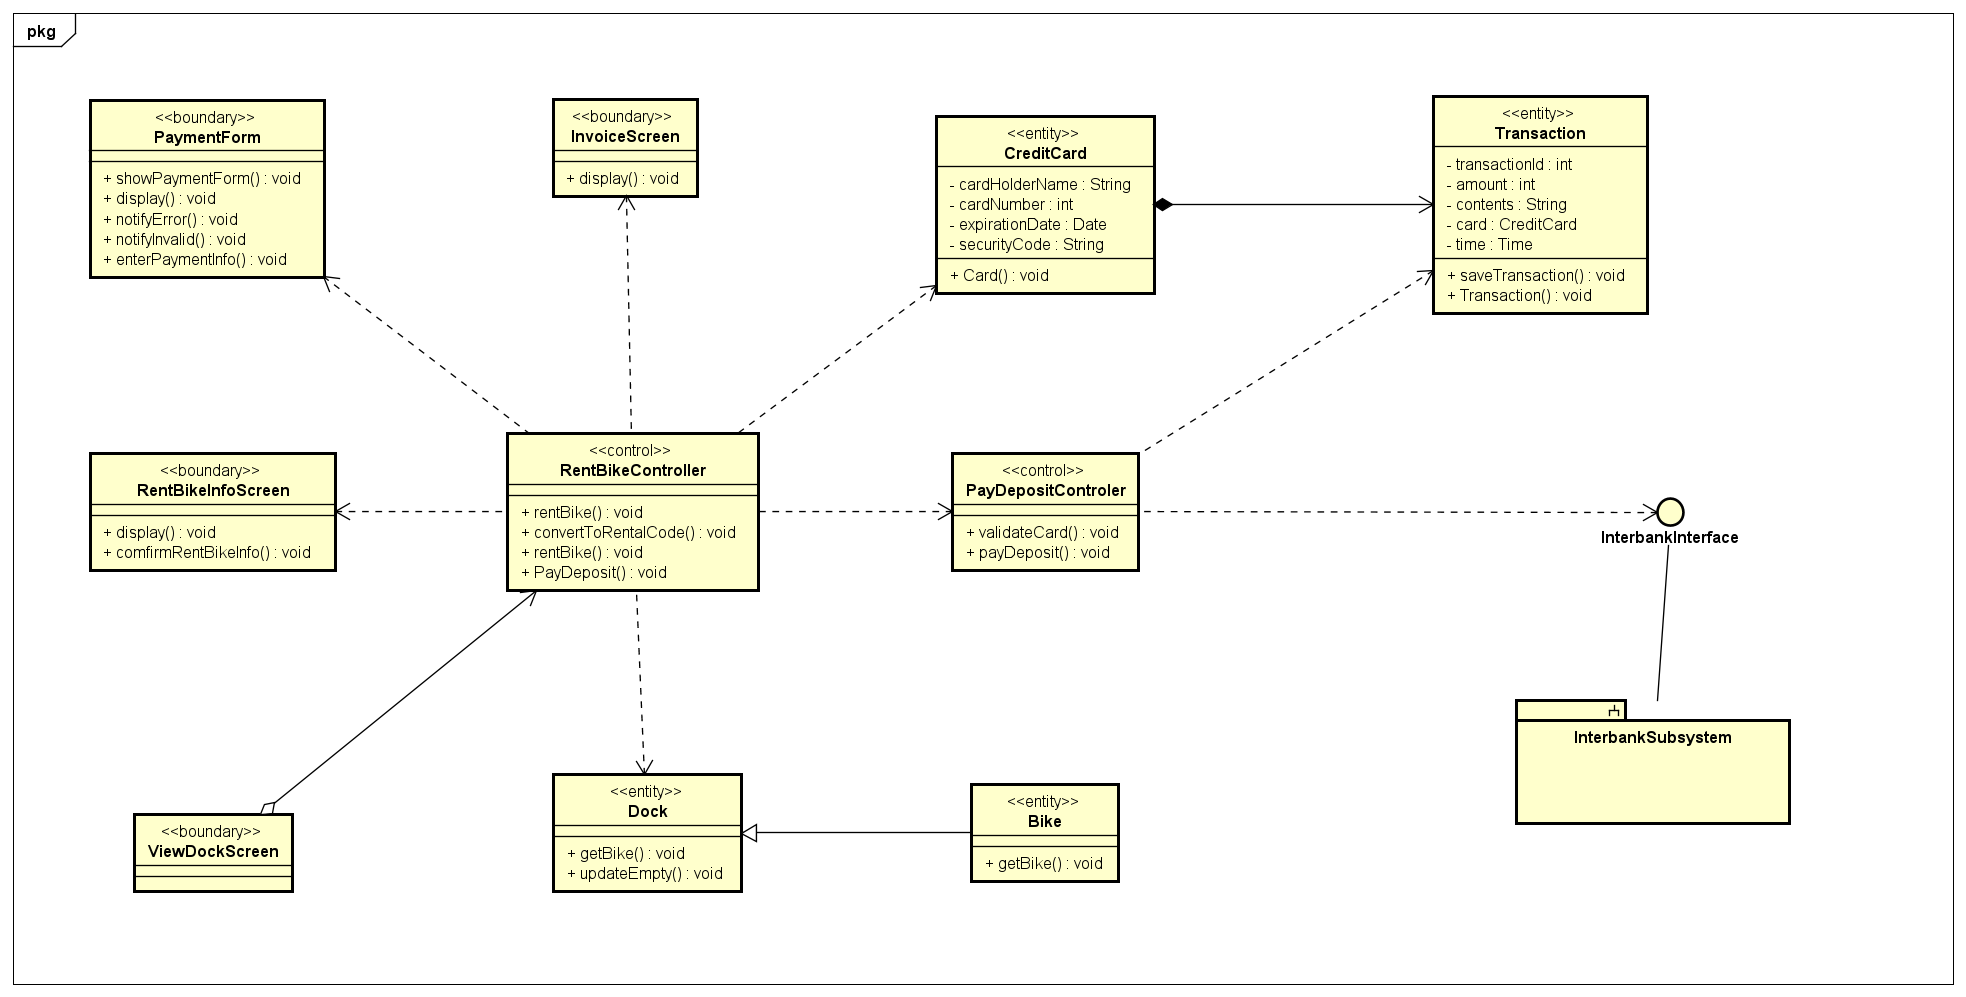 pkg
<<boundary>>
PaymentForm
+ showPaymentForm() : void
+ display() : void
+ notifyError() : void
+ notifyInvalid() : void
+ enterPaymentInfo() : void
<<boundary>>
InvoiceScreen
+ display() : void
<<entity>>
CreditCard
- cardHolderName : String
- cardNumber : int
- expirationDate : Date
- securityCode : String
+ Card() : void
<<entity>>
Transaction
- transactionId : int
- amount : int
- contents : String
- card : CreditCard
- time : Time
+ saveTransaction() : void
+ Transaction() : void
<<boundary>>
RentBikeInfoScreen
+ display() : void
+ comfirmRentBikeInfo() : void
<<control>>
RentBikeController
+ rentBike() : void
+ convertToRentalCode() : void
+ rentBike() : void
+ PayDeposit() : void
<<control>>
PayDepositControler
+ validateCard() : void
+ payDeposit() : void
InterbankInterface
InterbankSubsystem
<<boundary>>
ViewDockScreen
<<entity>>
Dock
+ getBike() : void
+ updateEmpty() : void
<<entity>>
Bike
+ getBike() : void